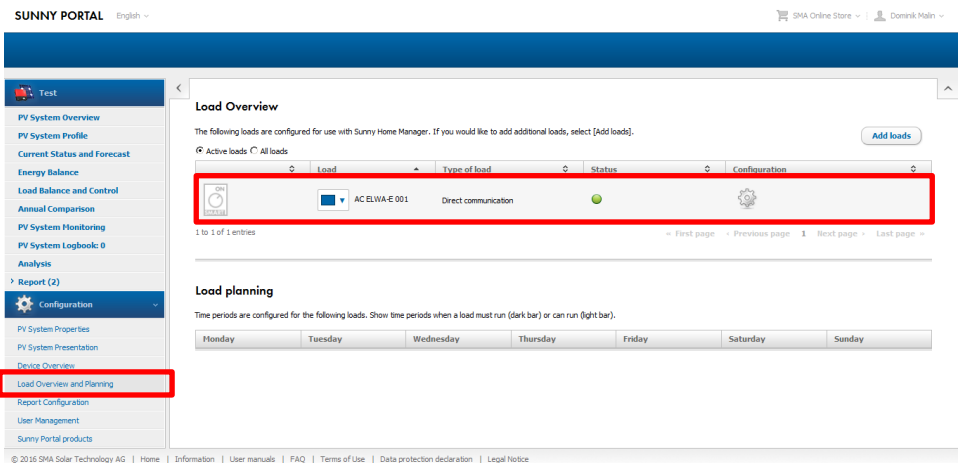 SUNNY PORTAL English
SMA Online Store Dominik Malin
Test
PV System Overview
PV System Profile
Current Status and Forecast
Energy Balance
Load Balance and Control
Annual Comparison
PV System Monitoring
PV System Logbook: 0
Analysis
Report (2)
Configuration
PV System Properties
PV System Presentation
Device Overview
Load Overview and Planning
Report Configuration
User Management
Sunny Portal products
Load Overview
The following loads are configured for use with Sunny Home Manager. If you would like to add additional loads, select [Add loads].
Add loads
Active loads All loads
Load Type of load Status Configuration
ON
SMART
AC ELWA-E 001 Direct communication
1 to 1 of 1 entries
« First page ‹ Previous page 1 Next page › Last page »
Load planning
Time periods are configured for the following loads. Show time periods when a load must run (dark bar) or can run (light bar).
Monday Tuesday Wednesday Thursday Friday Saturday Sunday
© 2016 SMA Solar Technology AG | Home | Information | User manuals | FAQ | Terms of Use | Data protection declaration | Legal Notice